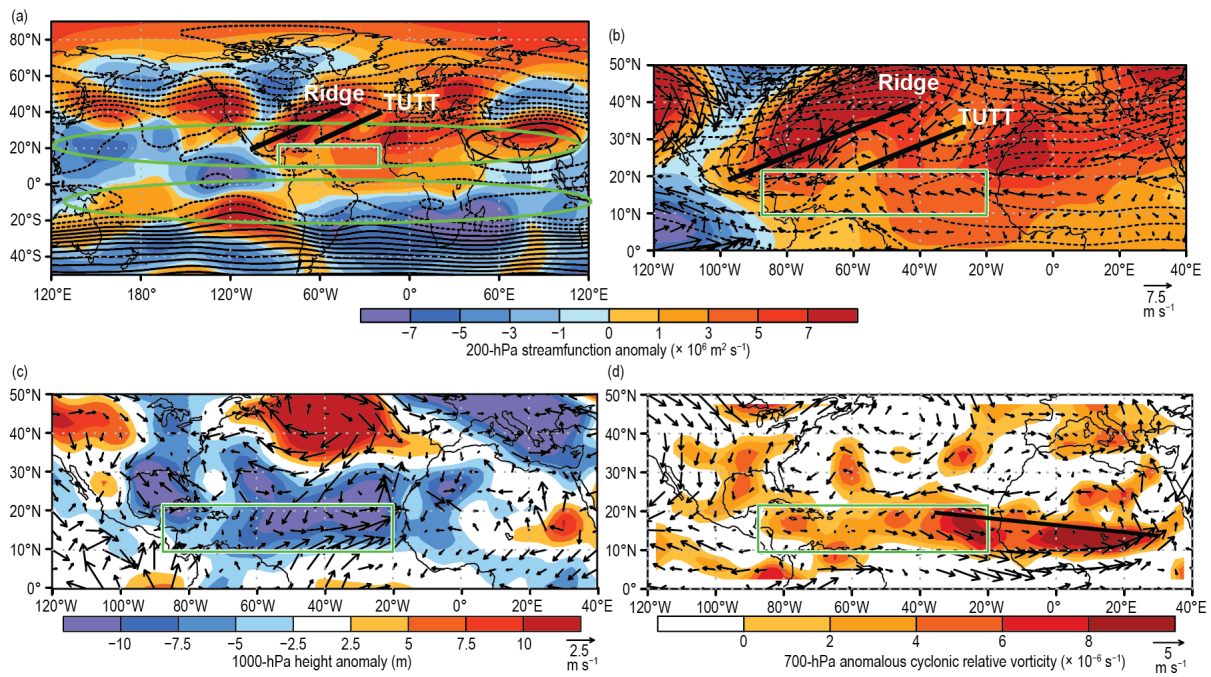 (a)
80°N
60°N
40°N
20°N
0°
20°S
40°S
120°E 180° 120°W 60°W 0° 60°E 120°E
Ridge
TUTT
(b)
50°N
40°N
30°N
20°N
10°N
0°
120°W 100°W 80°W 60°W 40°W 20°W 0° 20°E 40°E
Ridge
TUTT
7.5
m s⁻¹
−7 −5 −3 −1 0 1 3 5 7
200-hPa streamfunction anomaly (× 10⁶ m² s⁻¹)
(c)
50°N
40°N
30°N
20°N
10°N
0°
120°W 100°W 80°W 60°W 40°W 20°W 0° 20°E 40°E
−10 −7.5 −5 −2.5 2.5 5 7.5 10
1000-hPa height anomaly (m)
2.5
m s⁻¹
(d)
50°N
40°N
30°N
20°N
10°N
0°
120°W 100°W 80°W 60°W 40°W 20°W 0° 20°E 40°E
0 2 4 6 8
700-hPa anomalous cyclonic relative vorticity (× 10⁻⁶ s⁻¹)
5
m s⁻¹